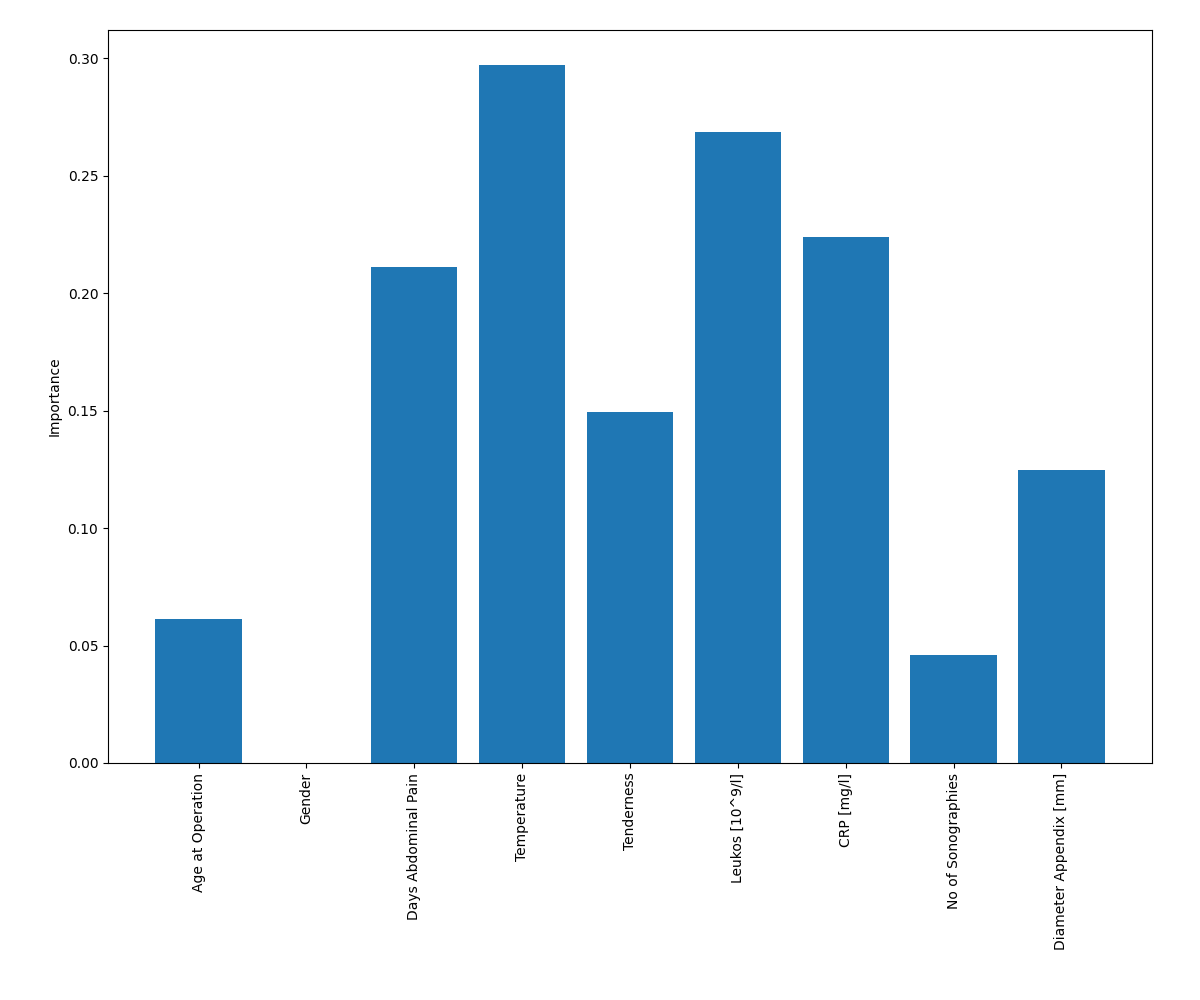 0.30
0.25
0.20
0.15
0.10
0.05
0.00
Importance
Age at Operation
Gender
Days Abdominal Pain
Temperature
Tenderness
Leukos [10^9/l]
CRP [mg/l]
No of Sonographies
Diameter Appendix [mm]